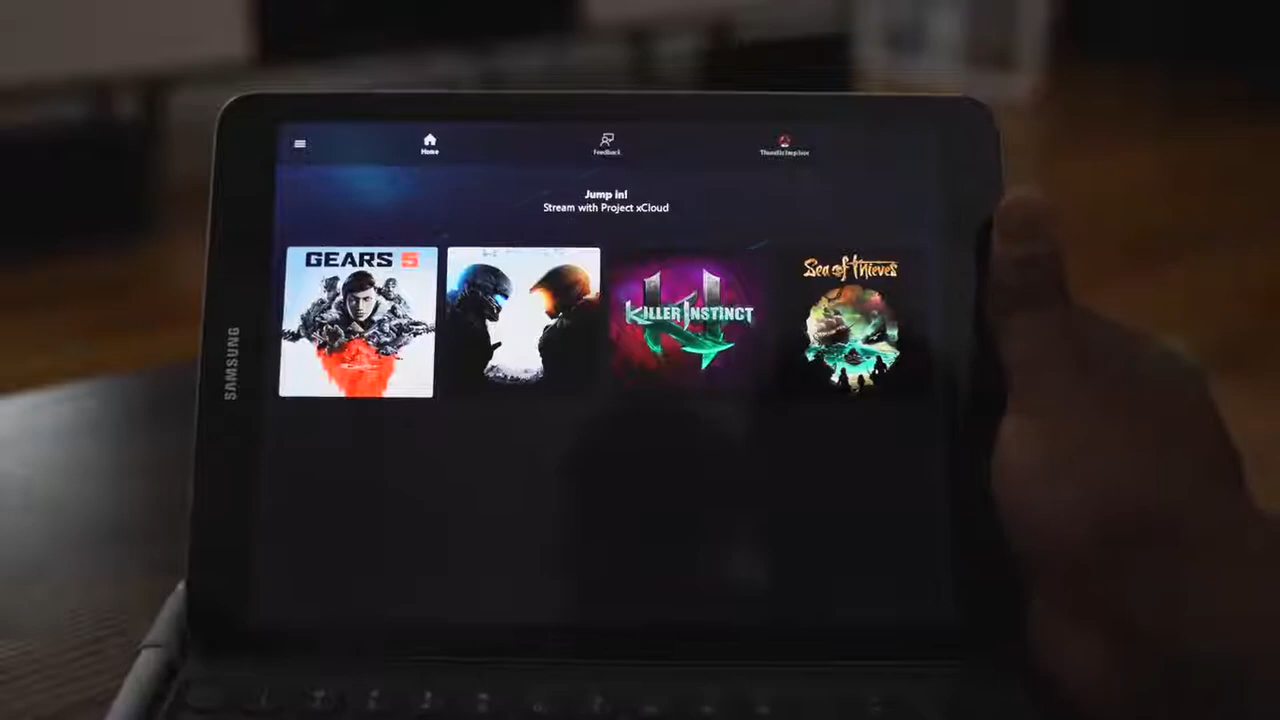 Home
Feedback
Jump in!
Stream with Project xCloud
GEARS 5
KILLER INSTINCT
Sea of Thieves
SAMSUNG